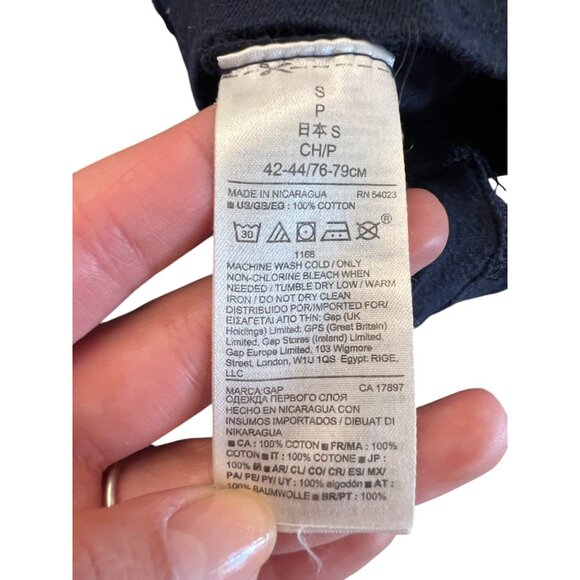 S
P
日本 S
CH/P
42-44/76-79CM
MADE IN NICARAGUA RN 54023
US/GB/EG : 100% COTTON
30
®
1166
MACHINE WASH COLD / ONLY
NON-CHLORINE BLEACH WHEN
NEEDED / TUMBLE DRY LOW / WARM
IRON / DO NOT DRY CLEAN
DISTRIBUIDO POR/IMPORTED FOR/
ΕΙΣΑΓΕΤΑΙ ΑΠΟ ΤΗΝ: Gap (UK
Holdings) Limited; GPS (Great Britain)
Limited, Gap Stores (Ireland) Limited.
Gap Europe Limited, 103 Wigmore
Street, London, W1U 1QS Egypt: RIGE,
LLC
MARCA:GAP CA 17897
ОДЕЖДА ПЕРВОГО СЛОЯ
HECHO EN NICARAGUA CON
INSUMOS IMPORTADOS / DIBUAT DI
NIKARAGUA
CA : 100% COTON FR/MA : 100%
COTON IT : 100% COTONE JP :
100% AR/ CL/ CO/ CR/ ES/ MX/
PA/ PE/ PY/ UY : 100% algodón AT :
100% BAUMWOLLE BR/PT : 100%